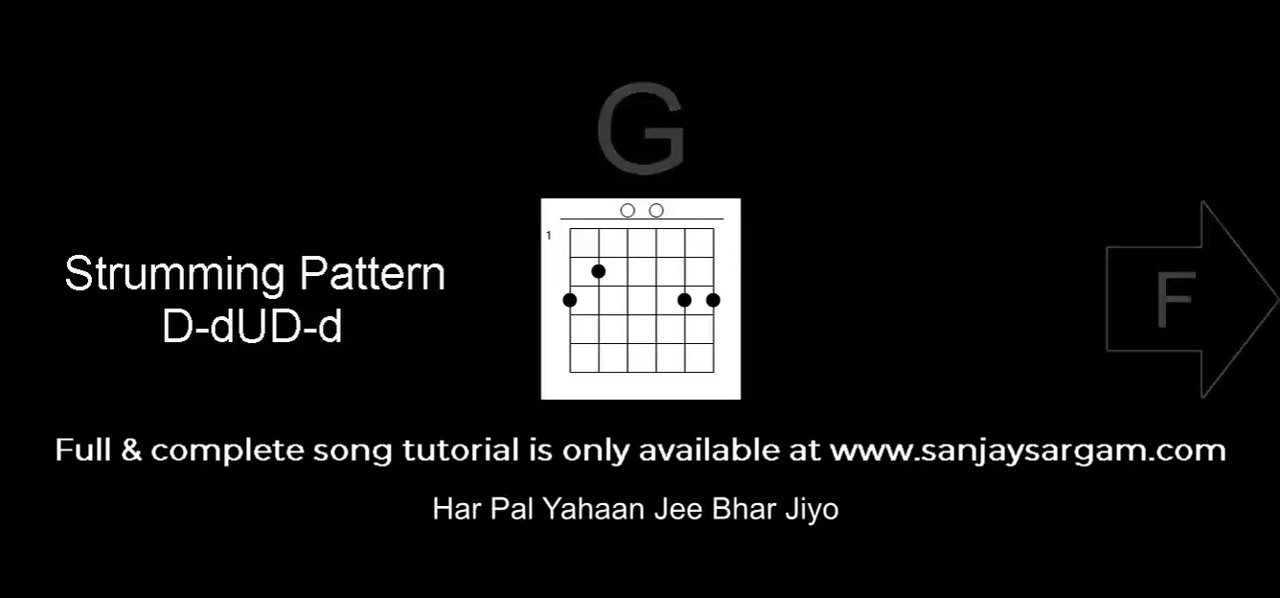 G
1
Strumming Pattern
D-dUD-d
F
Full & complete song tutorial is only available at www.sanjaysargam.com
Har Pal Yahaan Jee Bhar Jiyo